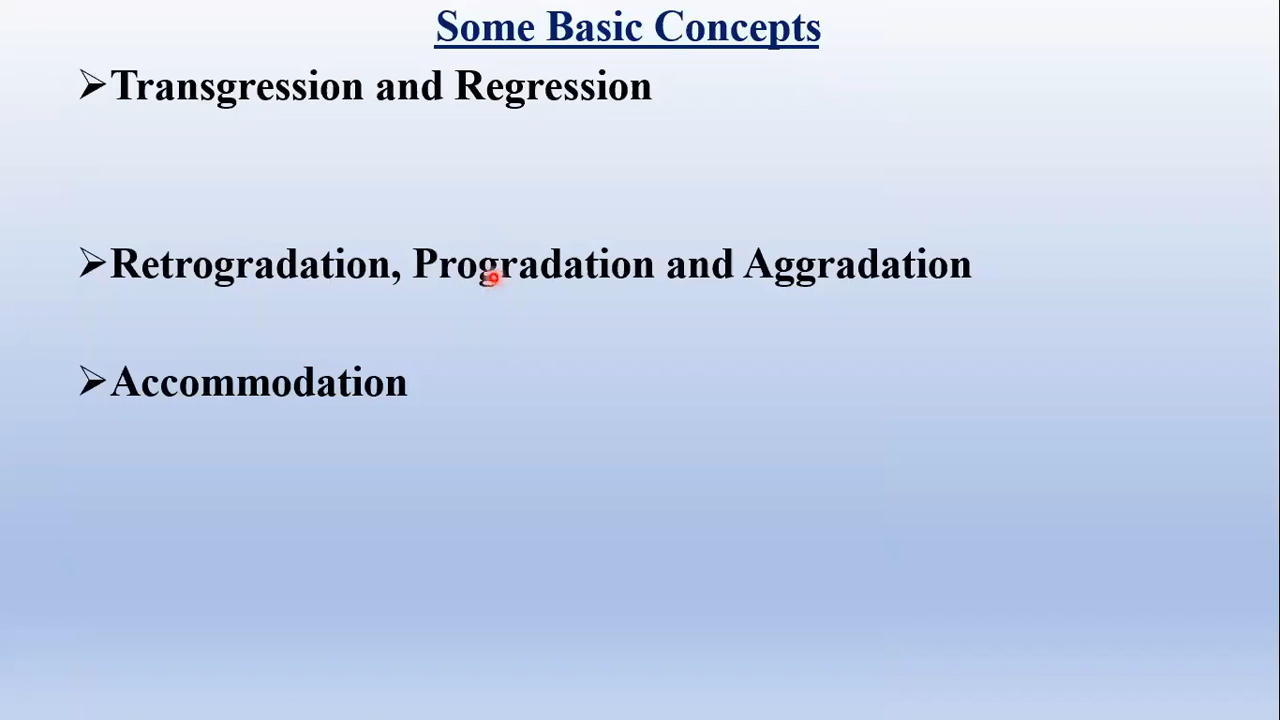 Some Basic Concepts
➢Transgression and Regression
➢Retrogradation, Progradation and Aggradation
➢Accommodation